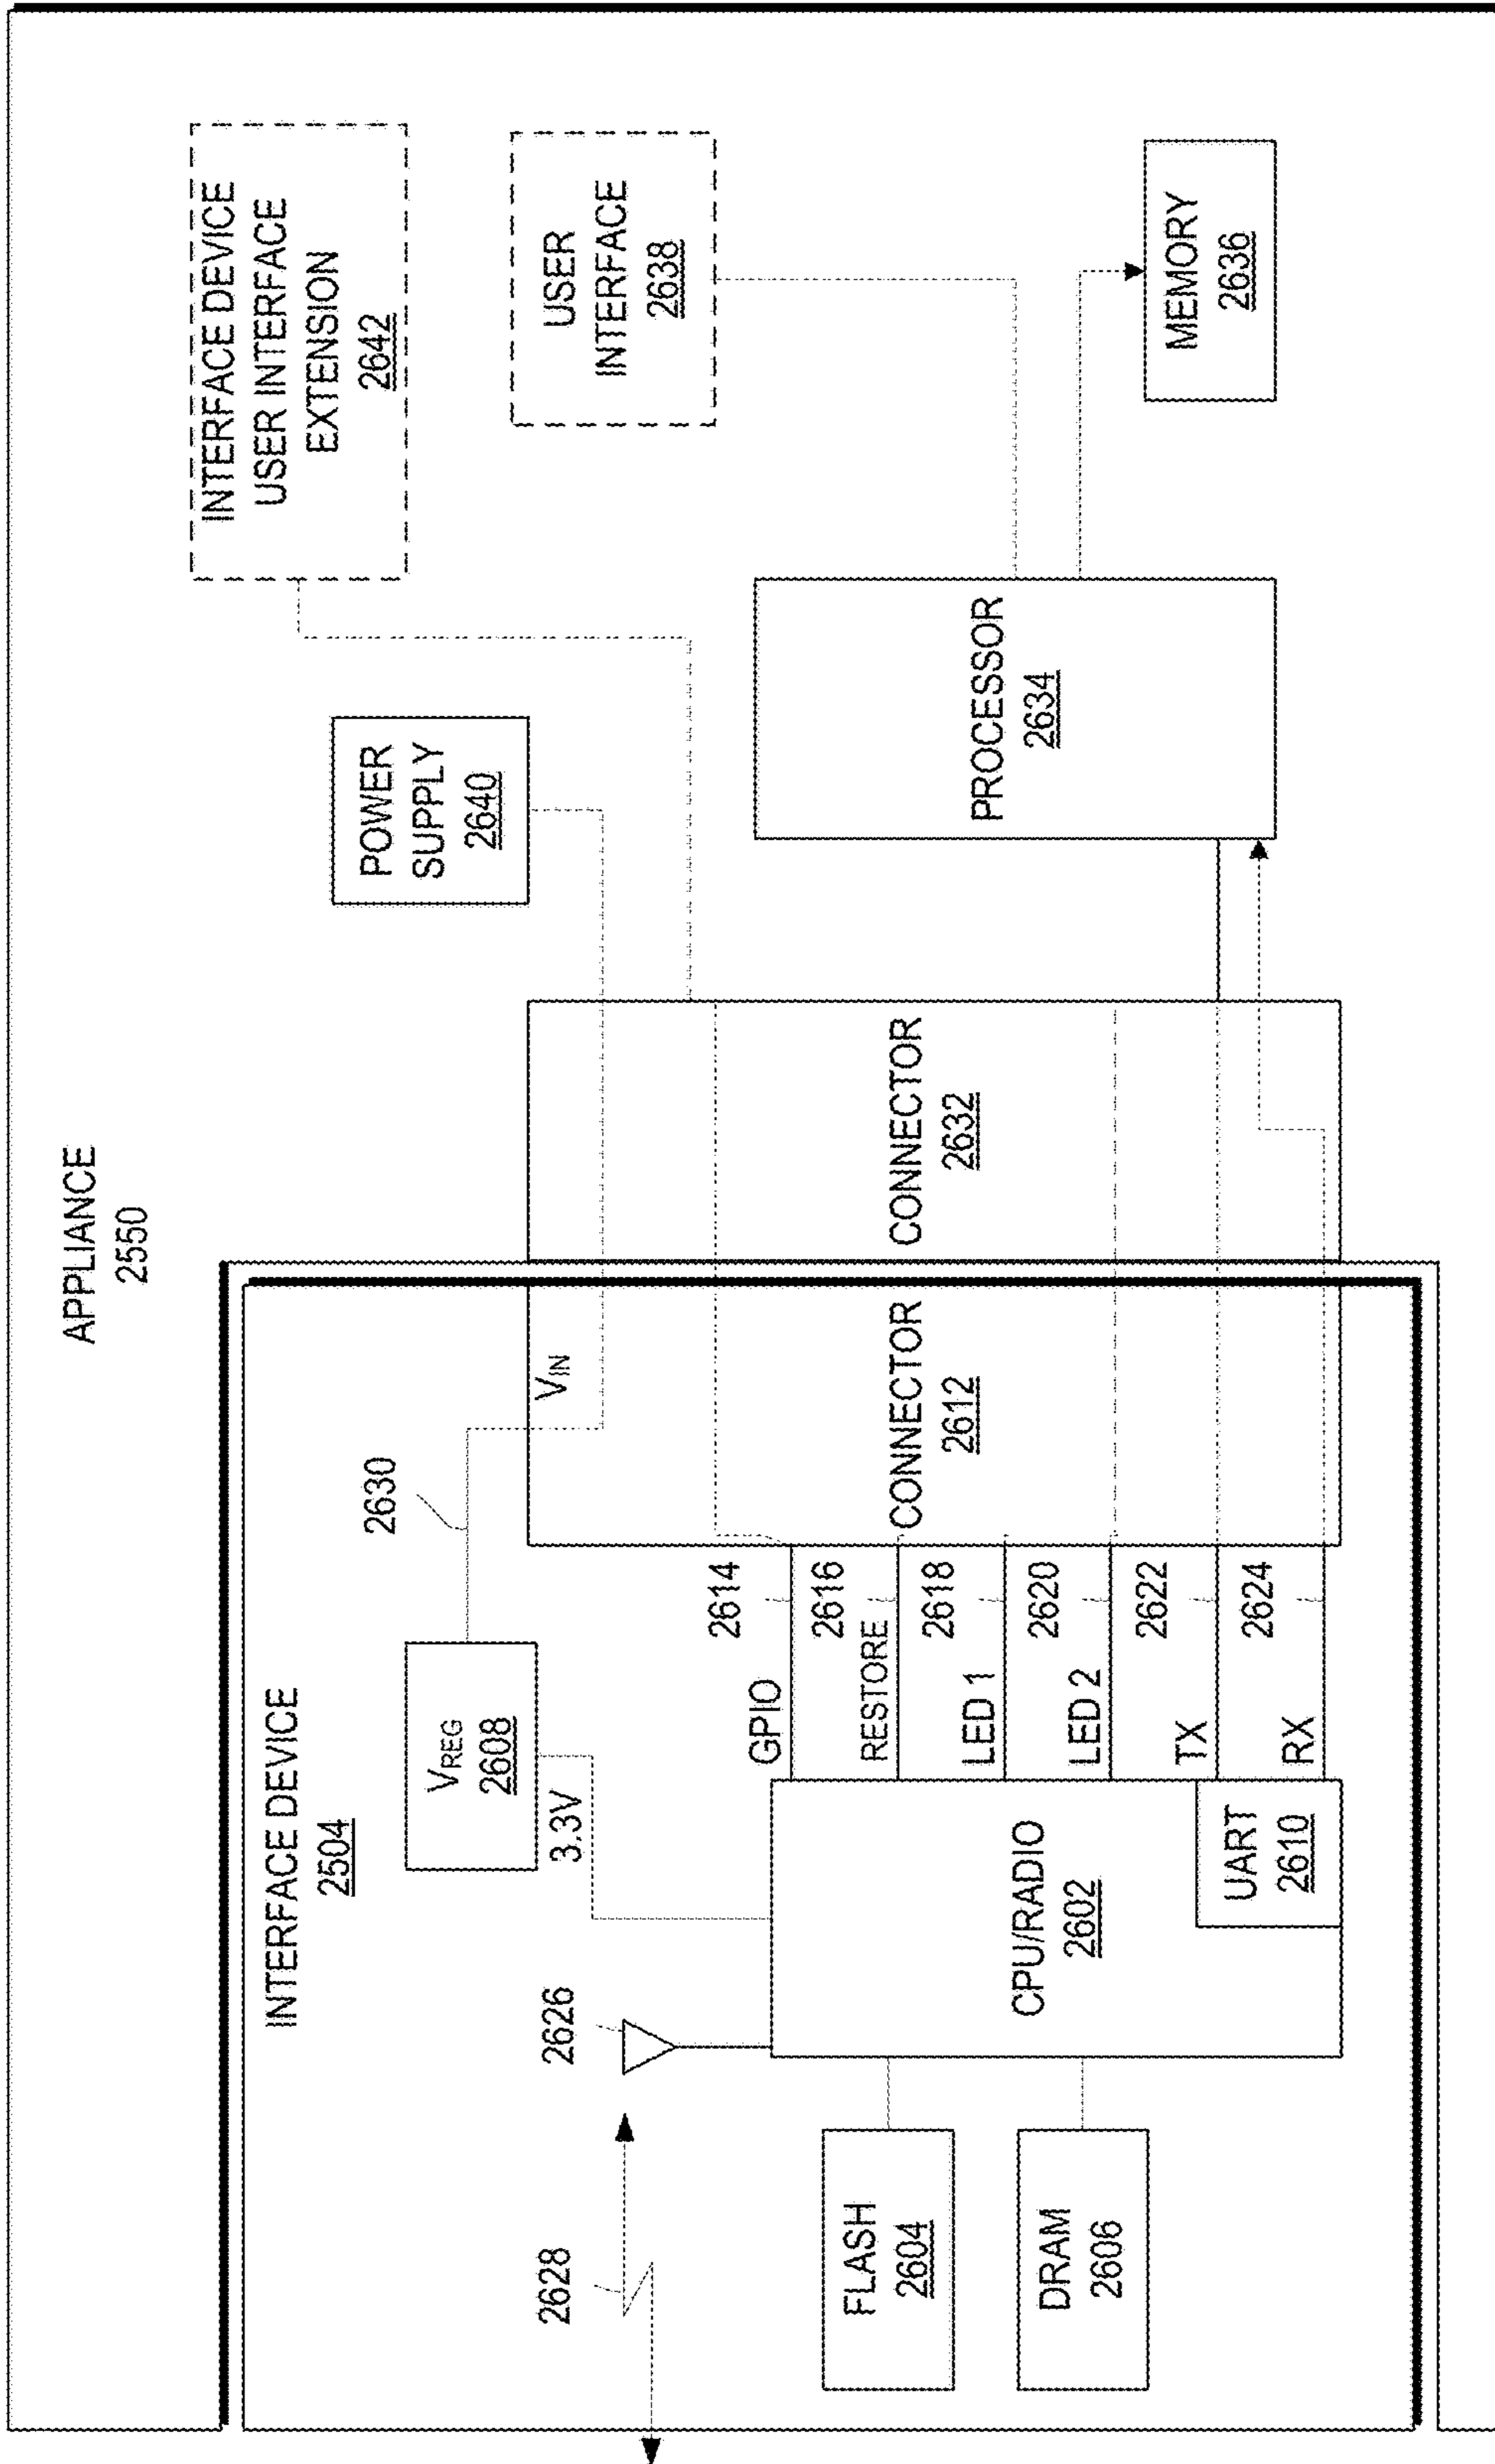 APPLIANCE
2550
INTERFACE DEVICE
2504
2628
2626
FLASH
2604
DRAM
2606
CPU/RADIO
2602
UART
2610
VREG
2608
3.3V
2630
VIN
GPIO
2614
RESTORE
2616
LED 1
2618
LED 2
2620
TX
2622
RX
2624
CONNECTOR
2612
CONNECTOR
2632
POWER
SUPPLY
2640
PROCESSOR
2634
INTERFACE DEVICE
USER INTERFACE
EXTENSION
2642
USER
INTERFACE
2638
MEMORY
2636